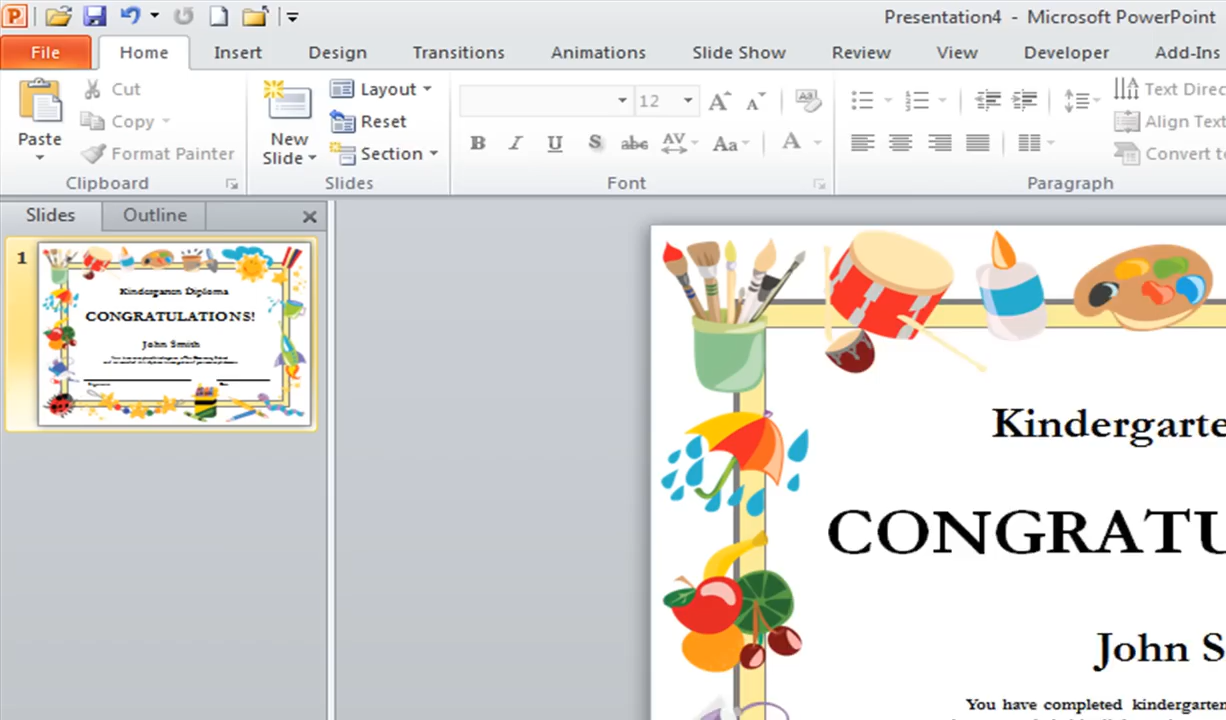 Presentation4 - Microsoft PowerPoint
File Home Insert Design Transitions Animations Slide Show Review View Developer Add-Ins
Paste
Cut
Copy
Format Painter
Clipboard
New
Slide
Layout
Reset
Section
Slides
12
B I U S abc AV Aa A
Font
Text Direc
Align Text
Convert to
Paragraph
Slides Outline
1
Kindergarten Diploma
CONGRATULATIONS!
John Smith
Kindergarte
CONGRATU
John S
You have completed kindergarten